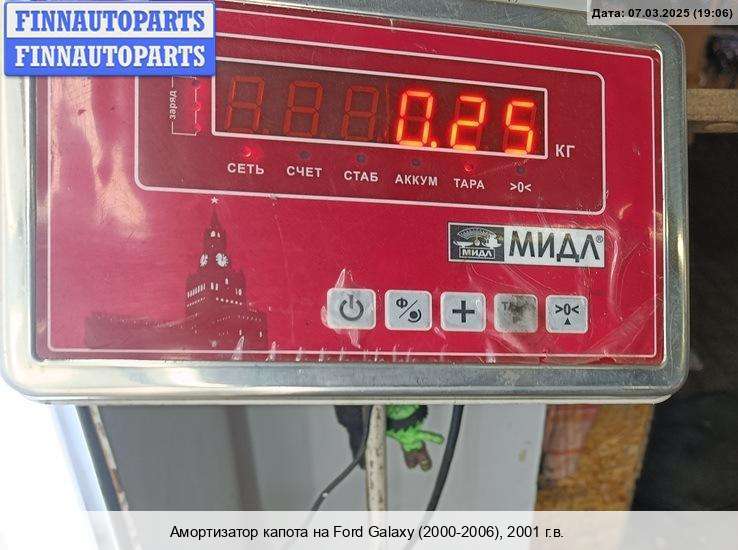 FINNAUTOPARTS
FINNAUTOPARTS
Дата: 07.03.2025 (19:06)
заряд
0.25
КГ
СЕТЬ СЧЕТ СТАБ АККУМ ТАРА >0<
МИДЛ
МИДЛ®
Ф/
+
>0<
Амортизатор капота на Ford Galaxy (2000-2006), 2001 г.в.